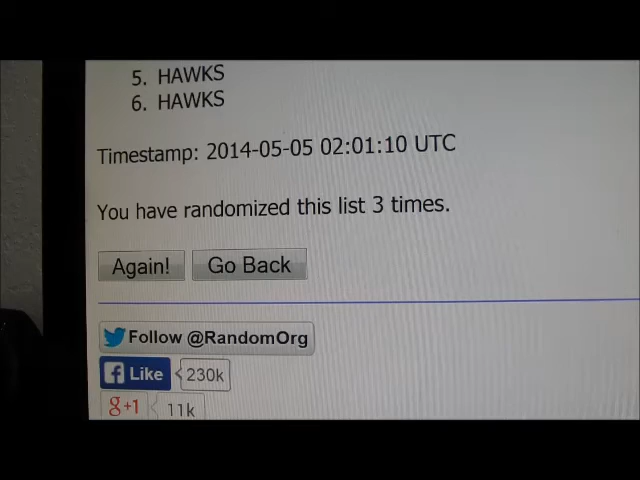 5. HAWKS
6. HAWKS
Timestamp: 2014-05-05 02:01:10 UTC
You have randomized this list 3 times.
Again! Go Back
Follow @RandomOrg
f Like 230k
g+1 11k